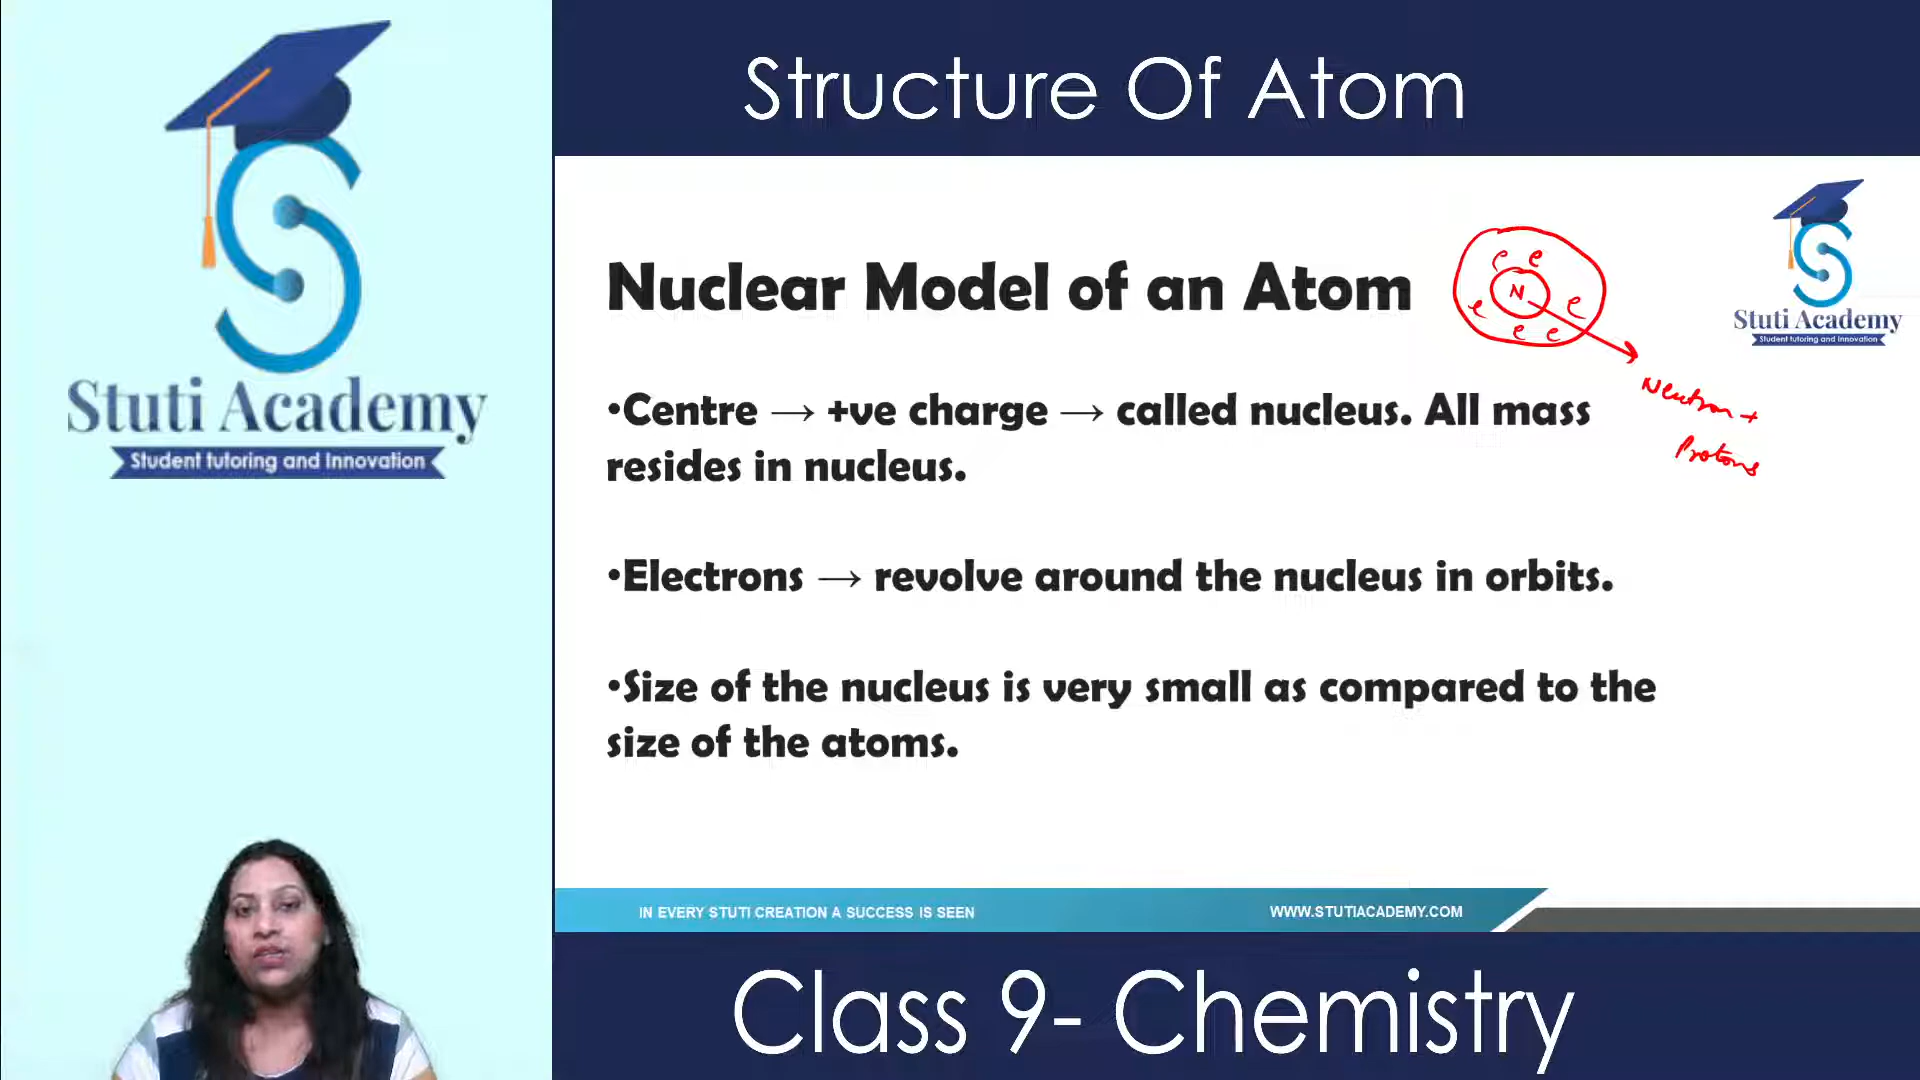 Structure Of Atom
Stuti Academy
Student tutoring and Innovation
Nuclear Model of an Atom
e e
N
e e
e e
Stuti Academy
Student tutoring and Innovation
Neutron +
Protons
•Centre → +ve charge → called nucleus. All mass
resides in nucleus.
•Electrons → revolve around the nucleus in orbits.
•Size of the nucleus is very small as compared to the
size of the atoms.
IN EVERY STUTI CREATION A SUCCESS IS SEEN
WWW.STUTIACADEMY.COM
Class 9- Chemistry